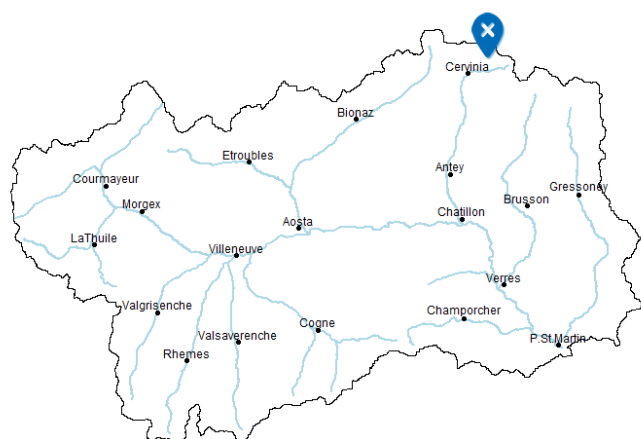 Cervinia
Bionaz
Etroubles
Antey
Courmayeur
Gressoney
Brusson
Morgex
Chatillon
Aosta
LaThuile
Villeneuve
Verres
Valgrisenche
Champorcher
Cogne
Valsaverenche
P.St.Martin
Rhemes